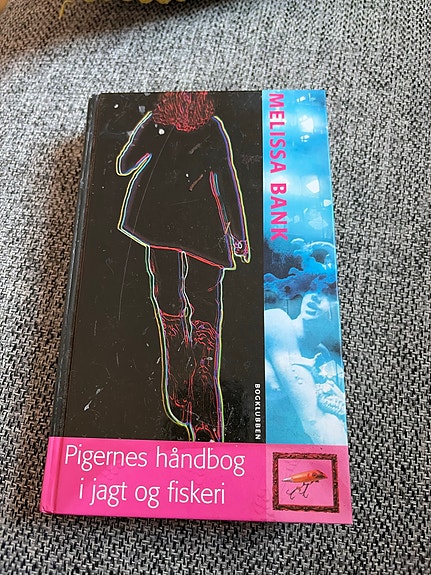 MELISSA BANK
BOGKLUBBEN
Pigernes håndbog
i jagt og fiskeri